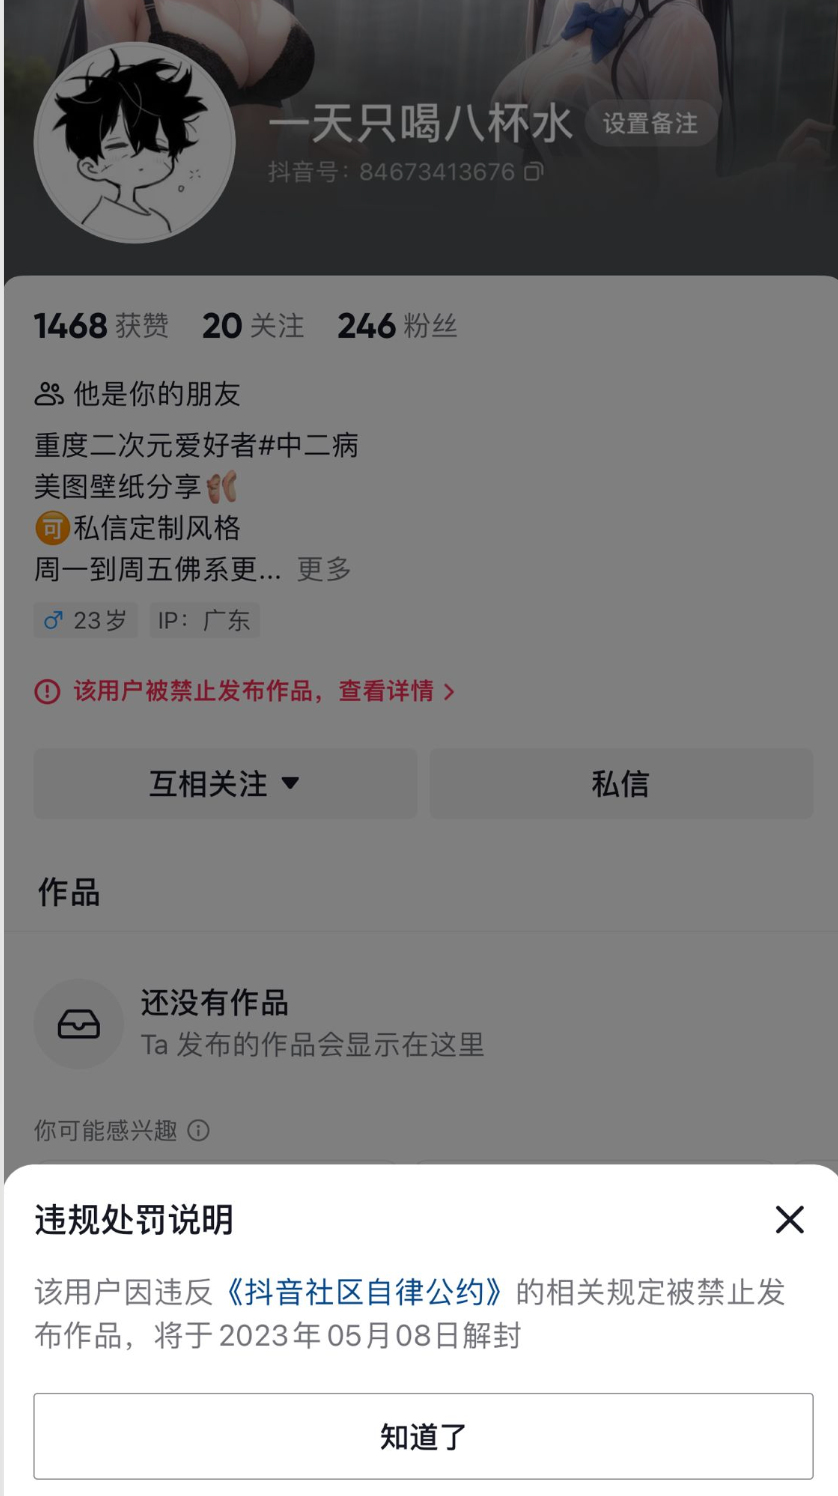 一天只喝八杯水 设置备注
抖音号：84673413676
1468 获赞 20 关注 246 粉丝
他是你的朋友
重度二次元爱好者#中二病
美图壁纸分享🩰
🉑私信定制风格
周一到周五佛系更... 更多
♂ 23岁 IP：广东
该用户被禁止发布作品，查看详情 >
互相关注 ▼ 私信
作品
还没有作品
Ta 发布的作品会显示在这里
你可能感兴趣
违规处罚说明
该用户因违反《抖音社区自律公约》的相关规定被禁止发
布作品，将于2023年05月08日解封
知道了